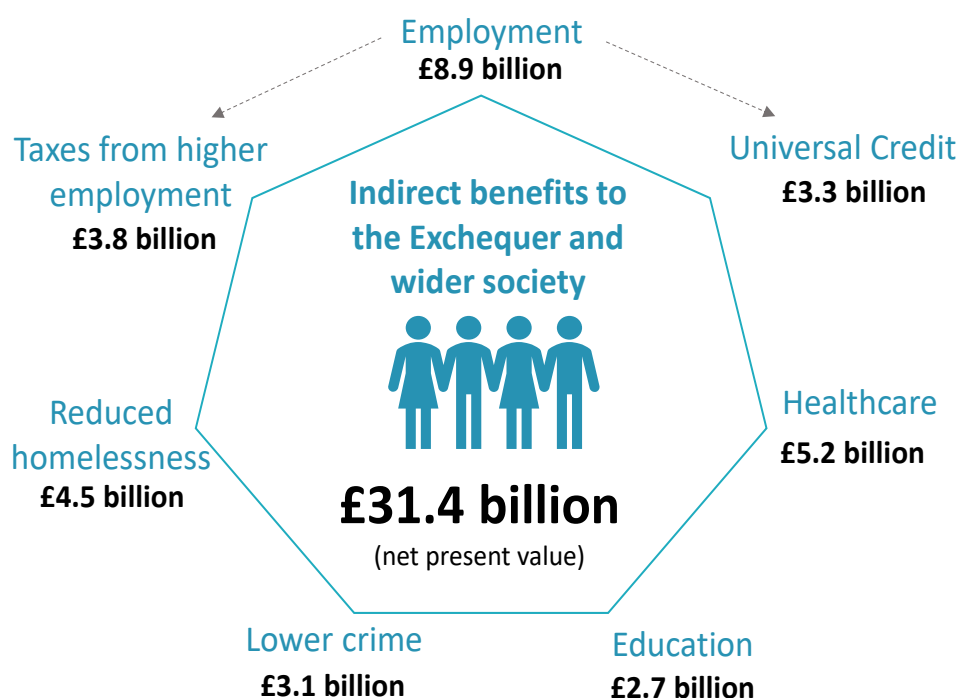 Employment
£8.9 billion
Taxes from higher
employment
£3.8 billion
Universal Credit
£3.3 billion
Indirect benefits to
the Exchequer and
wider society
Reduced
homelessness
£4.5 billion
Healthcare
£5.2 billion
£31.4 billion
(net present value)
Lower crime
£3.1 billion
Education
£2.7 billion